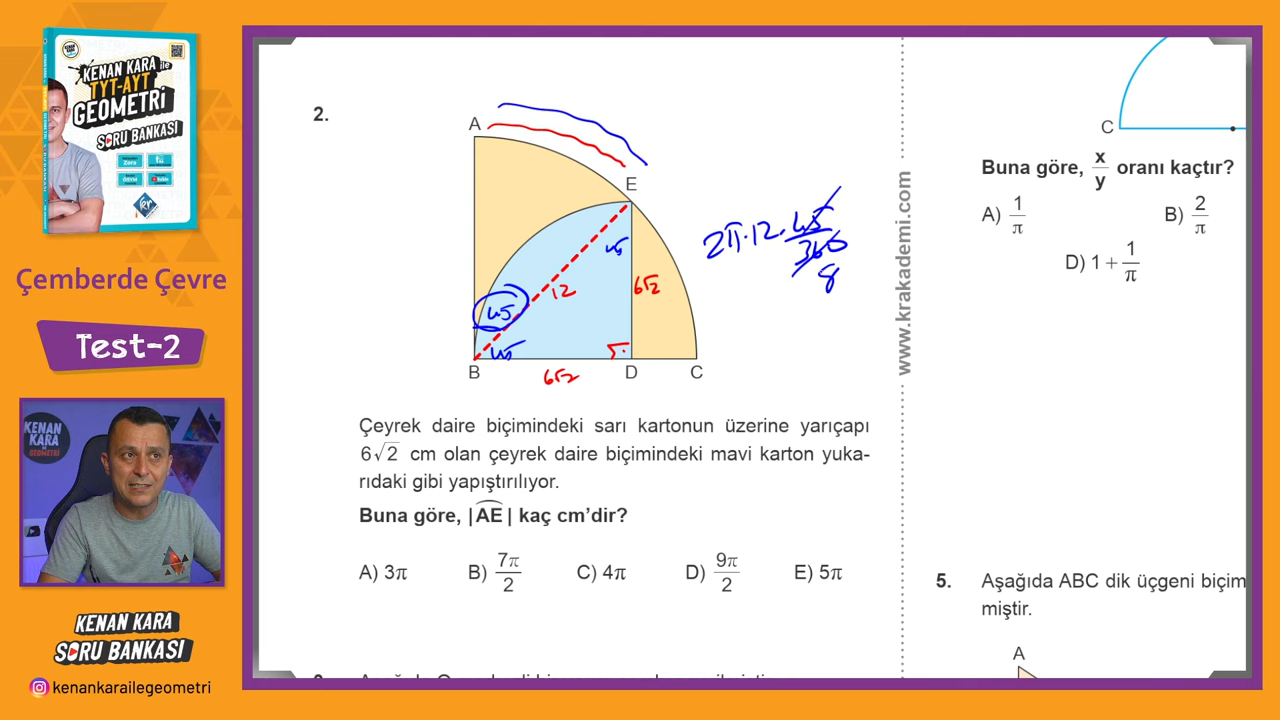 KENAN KARA ile
TYT-AYT
GEOMETRİ
SORU BANKASI
Çemberde Çevre
Test-2
KENAN
KARA
GEOMETRİ
KENAN KARA
SORU BANKASI
kenankarailegeometri
2.
A
E
45
12
6√2
45
45
B
6√2
D
C
2π·12·45/360
8
Çeyrek daire biçimindeki sarı kartonun üzerine yarıçapı
6√2 cm olan çeyrek daire biçimindeki mavi karton yuka-
rıdaki gibi yapıştırılıyor.
Buna göre, |AE| kaç cm'dir?
A) 3π B) 7π/2 C) 4π D) 9π/2 E) 5π
www.krakademi.com
C
Buna göre, x/y oranı kaçtır?
A) 1/π B) 2/π
D) 1 + 1/π
5. Aşağıda ABC dik üçgeni biçim
miştir.
A